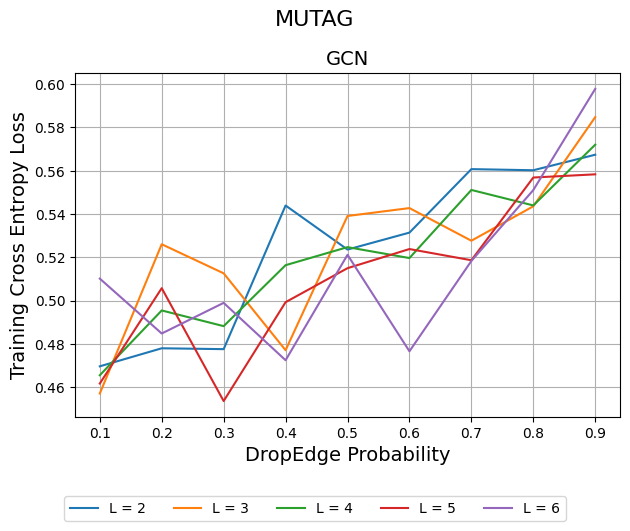 MUTAG
GCN
Training Cross Entropy Loss
0.60
0.58
0.56
0.54
0.52
0.50
0.48
0.46
0.1 0.2 0.3 0.4 0.5 0.6 0.7 0.8 0.9
DropEdge Probability
L = 2 L = 3 L = 4 L = 5 L = 6